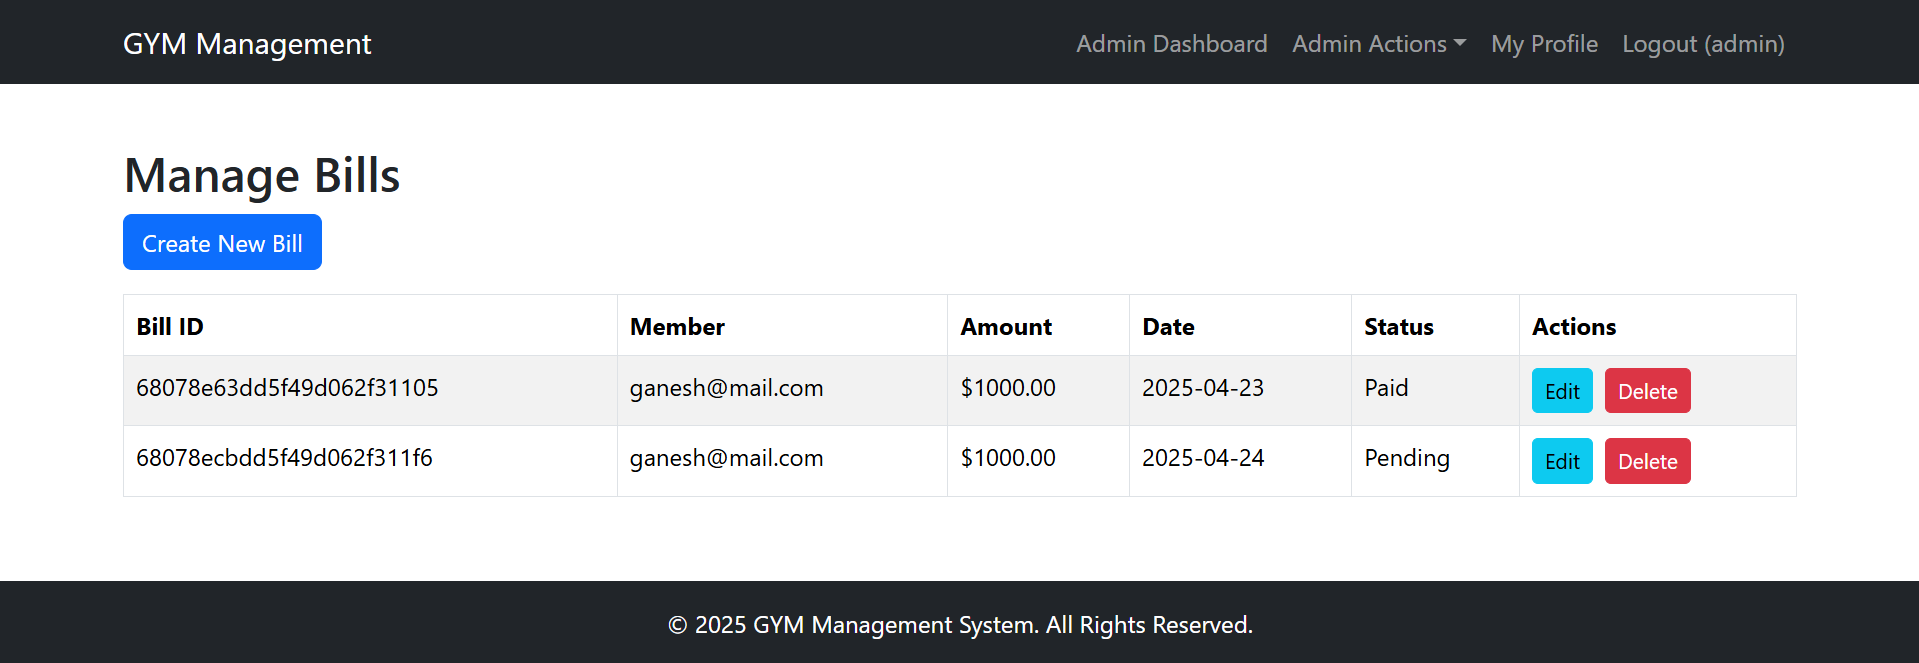 GYM Management Admin Dashboard Admin Actions My Profile Logout (admin)
Manage Bills
Create New Bill
Bill ID Member Amount Date Status Actions
68078e63dd5f49d062f31105 ganesh@mail.com $1000.00 2025-04-23 Paid Edit Delete
68078ecbdd5f49d062f311f6 ganesh@mail.com $1000.00 2025-04-24 Pending Edit Delete
© 2025 GYM Management System. All Rights Reserved.